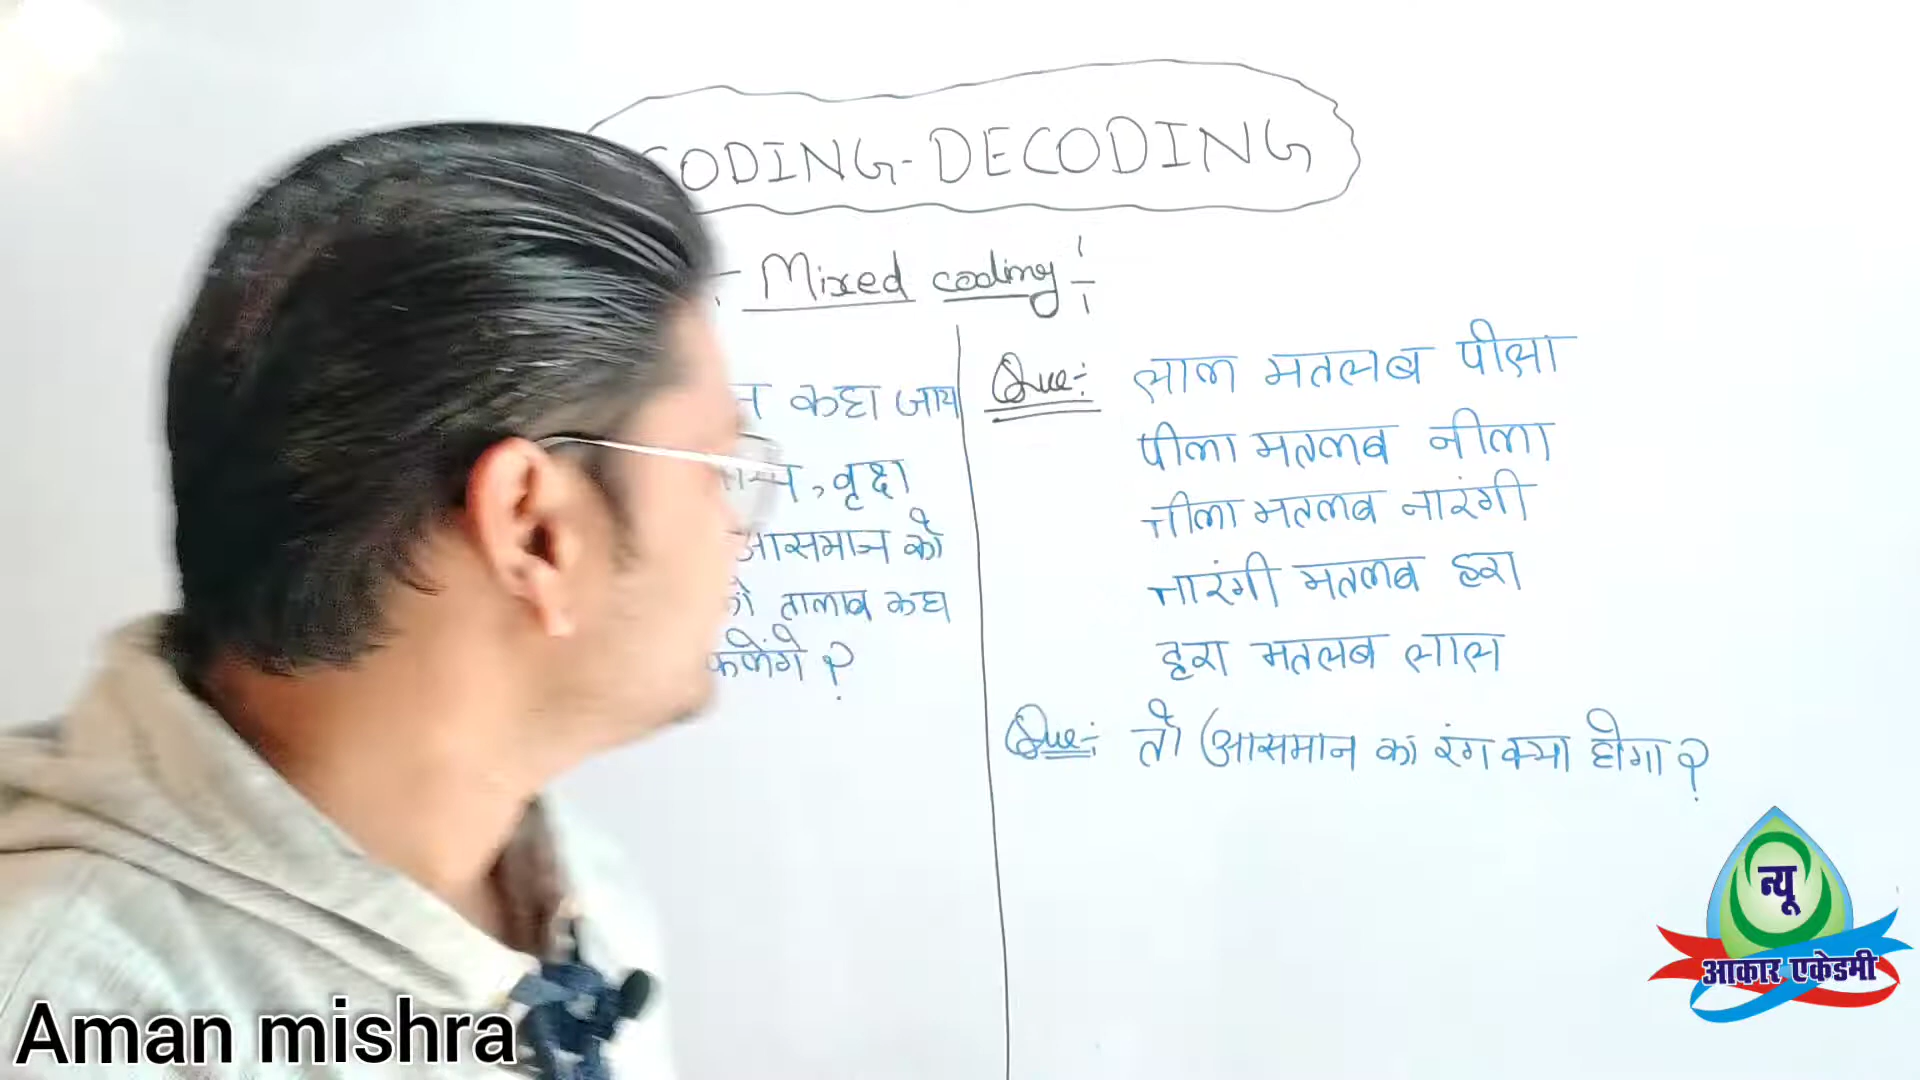 CODING-DECODING
Mixed coding
कहा जाय
, वृक्ष
आसमान को
को तालाब कहा
कहेंगे ?
Que:- लाल मतलब पीला
पीला मतलब नीला
नीला मतलब नारंगी
नारंगी मतलब हरा
हरा मतलब लाल
Que:- तो (आसमान का रंग क्या होगा ?
न्यू
आकार एकेडमी
Aman mishra